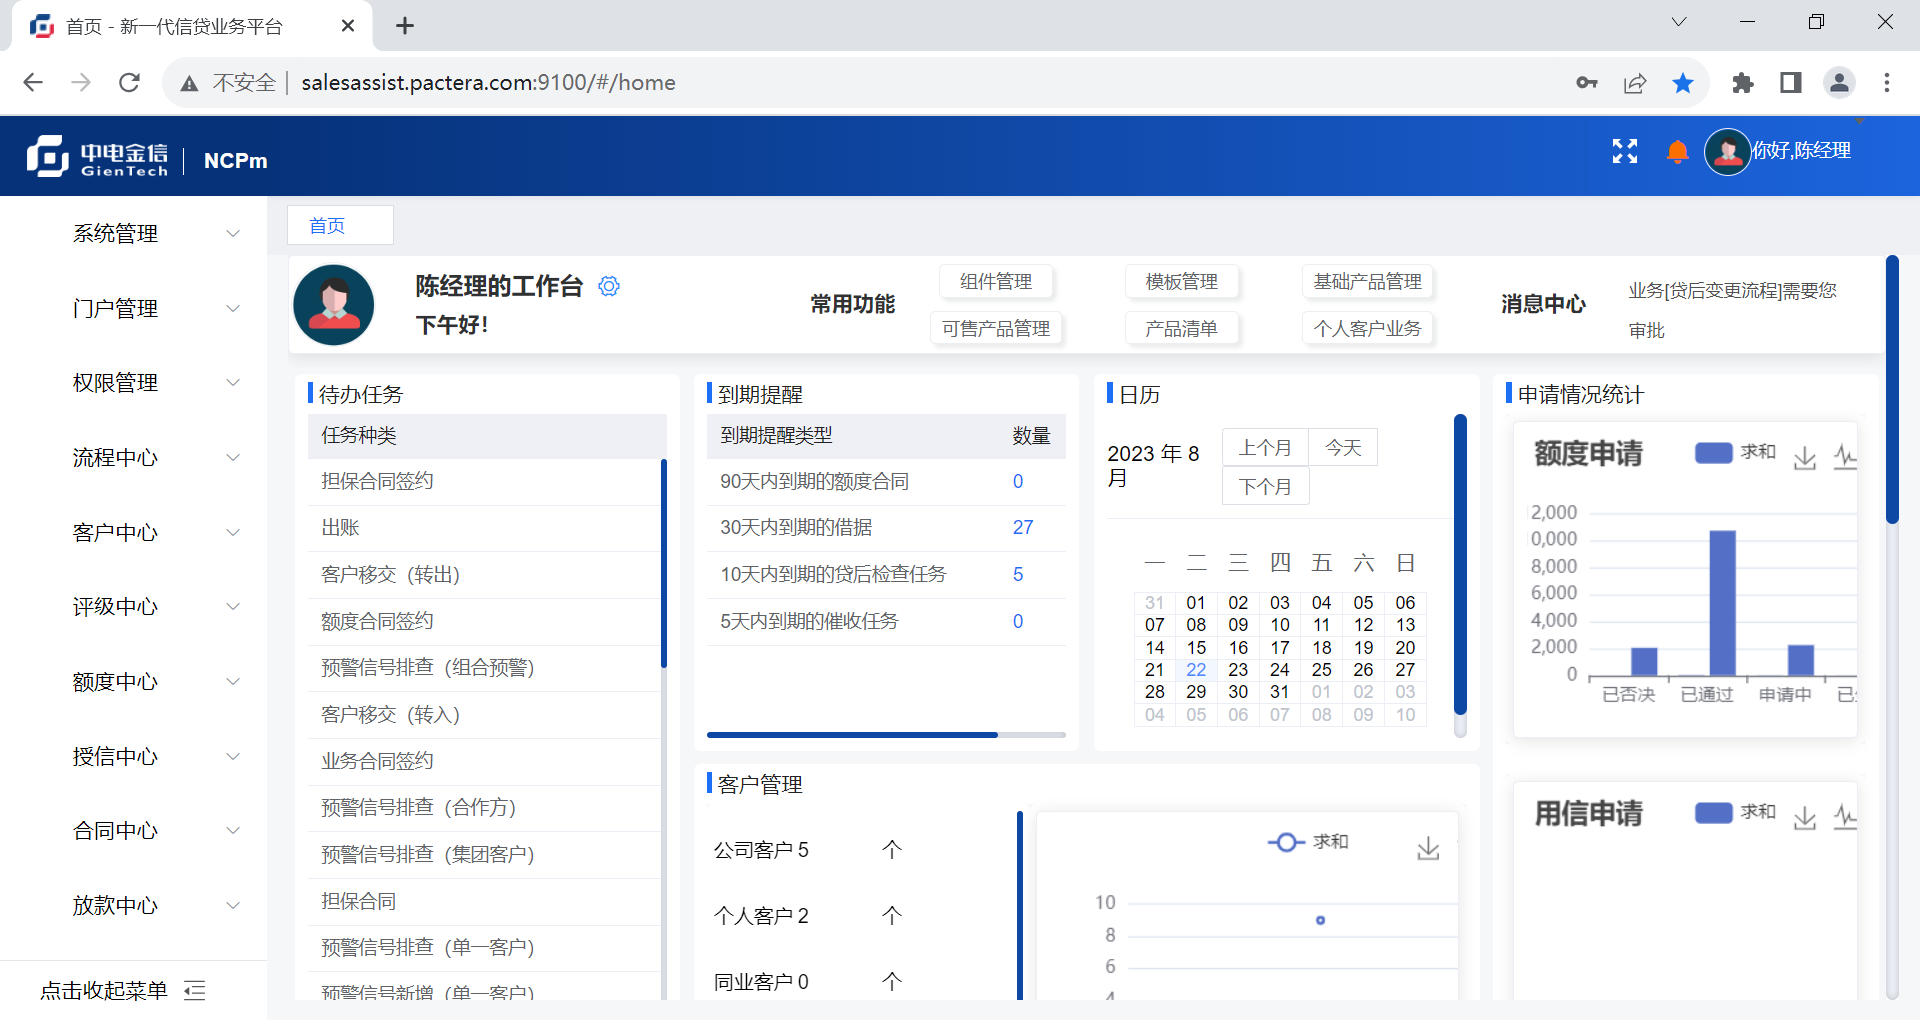 首页 - 新一代信贷业务平台
不安全
salesassist.pactera.com:9100/#/home
中电金信
GienTech
NCPm
你好,陈经理
系统管理
门户管理
权限管理
流程中心
客户中心
评级中心
额度中心
授信中心
合同中心
放款中心
点击收起菜单
首页
陈经理的工作台
下午好！
常用功能
组件管理
模板管理
基础产品管理
可售产品管理
产品清单
个人客户业务
消息中心
业务[贷后变更流程]需要您
审批
待办任务
任务种类
担保合同签约
出账
客户移交（转出）
额度合同签约
预警信号排查（组合预警）
客户移交（转入）
业务合同签约
预警信号排查（合作方）
预警信号排查（集团客户）
担保合同
预警信号排查（单一客户）
预警信号新增（单一客户）
到期提醒
到期提醒类型 数量
90天内到期的额度合同 0
30天内到期的借据 27
10天内到期的贷后检查任务 5
5天内到期的催收任务 0
日历
2023 年 8
月
上个月 今天
下个月
一 二 三 四 五 六 日
31 01 02 03 04 05 06
07 08 09 10 11 12 13
14 15 16 17 18 19 20
21 22 23 24 25 26 27
28 29 30 31 01 02 03
04 05 06 07 08 09 10
客户管理
公司客户 5 个
个人客户 2 个
同业客户 0 个
求和
10
8
6
4
申请情况统计
额度申请
求和
2,000
0,000
8,000
6,000
4,000
2,000
0
已否决 已通过 申请中 已
用信申请
求和